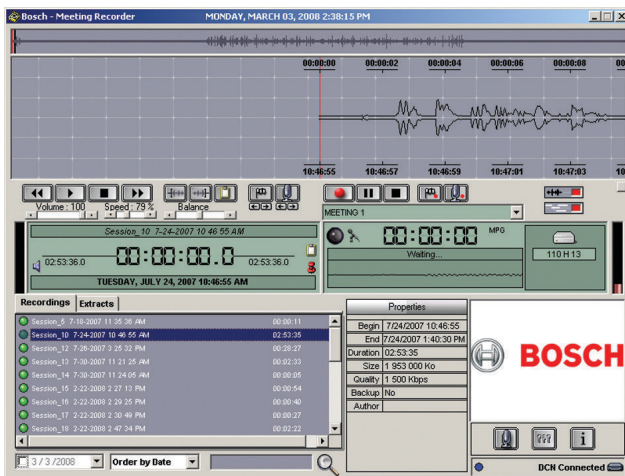 Bosch - Meeting Recorder MONDAY, MARCH 03, 2008 2:38:15 PM
00:00:00 00:00:02 00:00:04 00:00:06 00:00:08 00
10:46:55 10:46:57 10:46:59 10:47:01 10:47:03 10
Volume : 100 Speed : 79 % Balance
MEETING 1
Session_10 7-24-2007 10 46 55 AM
02:53:36.0 00:00:00.0 02:53:36.0
TUESDAY, JULY 24, 2007 10:46:55 AM
00:00:00 MPG
Waiting...
110 H 13
Recordings Extracts
Session_5 7-18-2007 11 35 36 AM 00:00:11
Session_10 7-24-2007 10 46 55 AM 02:53:35
Session_12 7-26-2007 3 25 32 PM 00:28:27
Session_13 7-30-2007 11 21 25 AM 00:02:33
Session_14 7-30-2007 11 24 05 AM 00:00:05
Session_15 2-22-2008 2 27 13 PM 00:00:54
Session_16 2-22-2008 2 29 25 PM 00:00:40
Session_17 2-22-2008 2 30 49 PM 00:00:27
Session_18 2-22-2008 2 47 34 PM 00:02:22
Properties
Begin 7/24/2007 10:46:55
End 7/24/2007 1:40:30 PM
Duration 02:53:35
Size 1 953 000 Ko
Quality 1 500 Kbps
Backup No
Author
BOSCH
???
i
3 / 3 /2008 Order by Date
DCN Connected